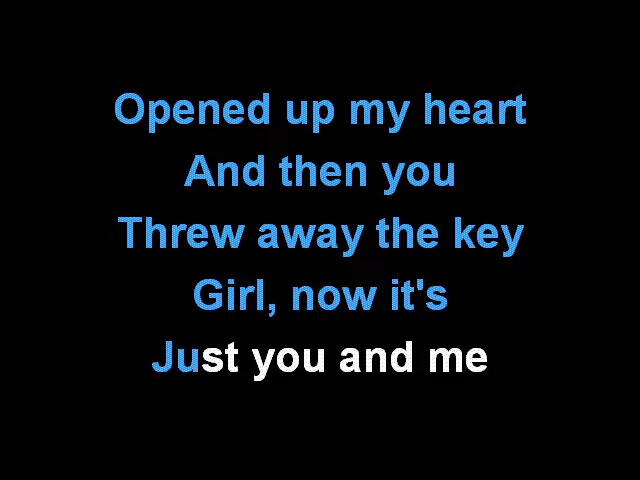 Opened up my heart
And then you
Threw away the key
Girl, now it's
Just you and me